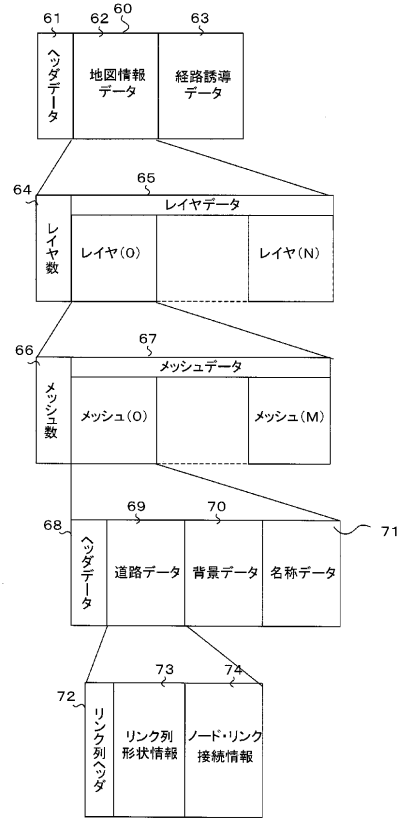 60
61
62
63
ヘッダデータ
地図情報
データ
経路誘導
データ
64
65
レイヤ数
レイヤデータ
レイヤ(0)
レイヤ(N)
66
67
メッシュ数
メッシュデータ
メッシュ(0)
メッシュ(M)
68
69
70
71
ヘッダデータ
道路データ
背景データ
名称データ
72
73
74
リンク列ヘッダ
リンク列
形状情報
ノード・リンク
接続情報